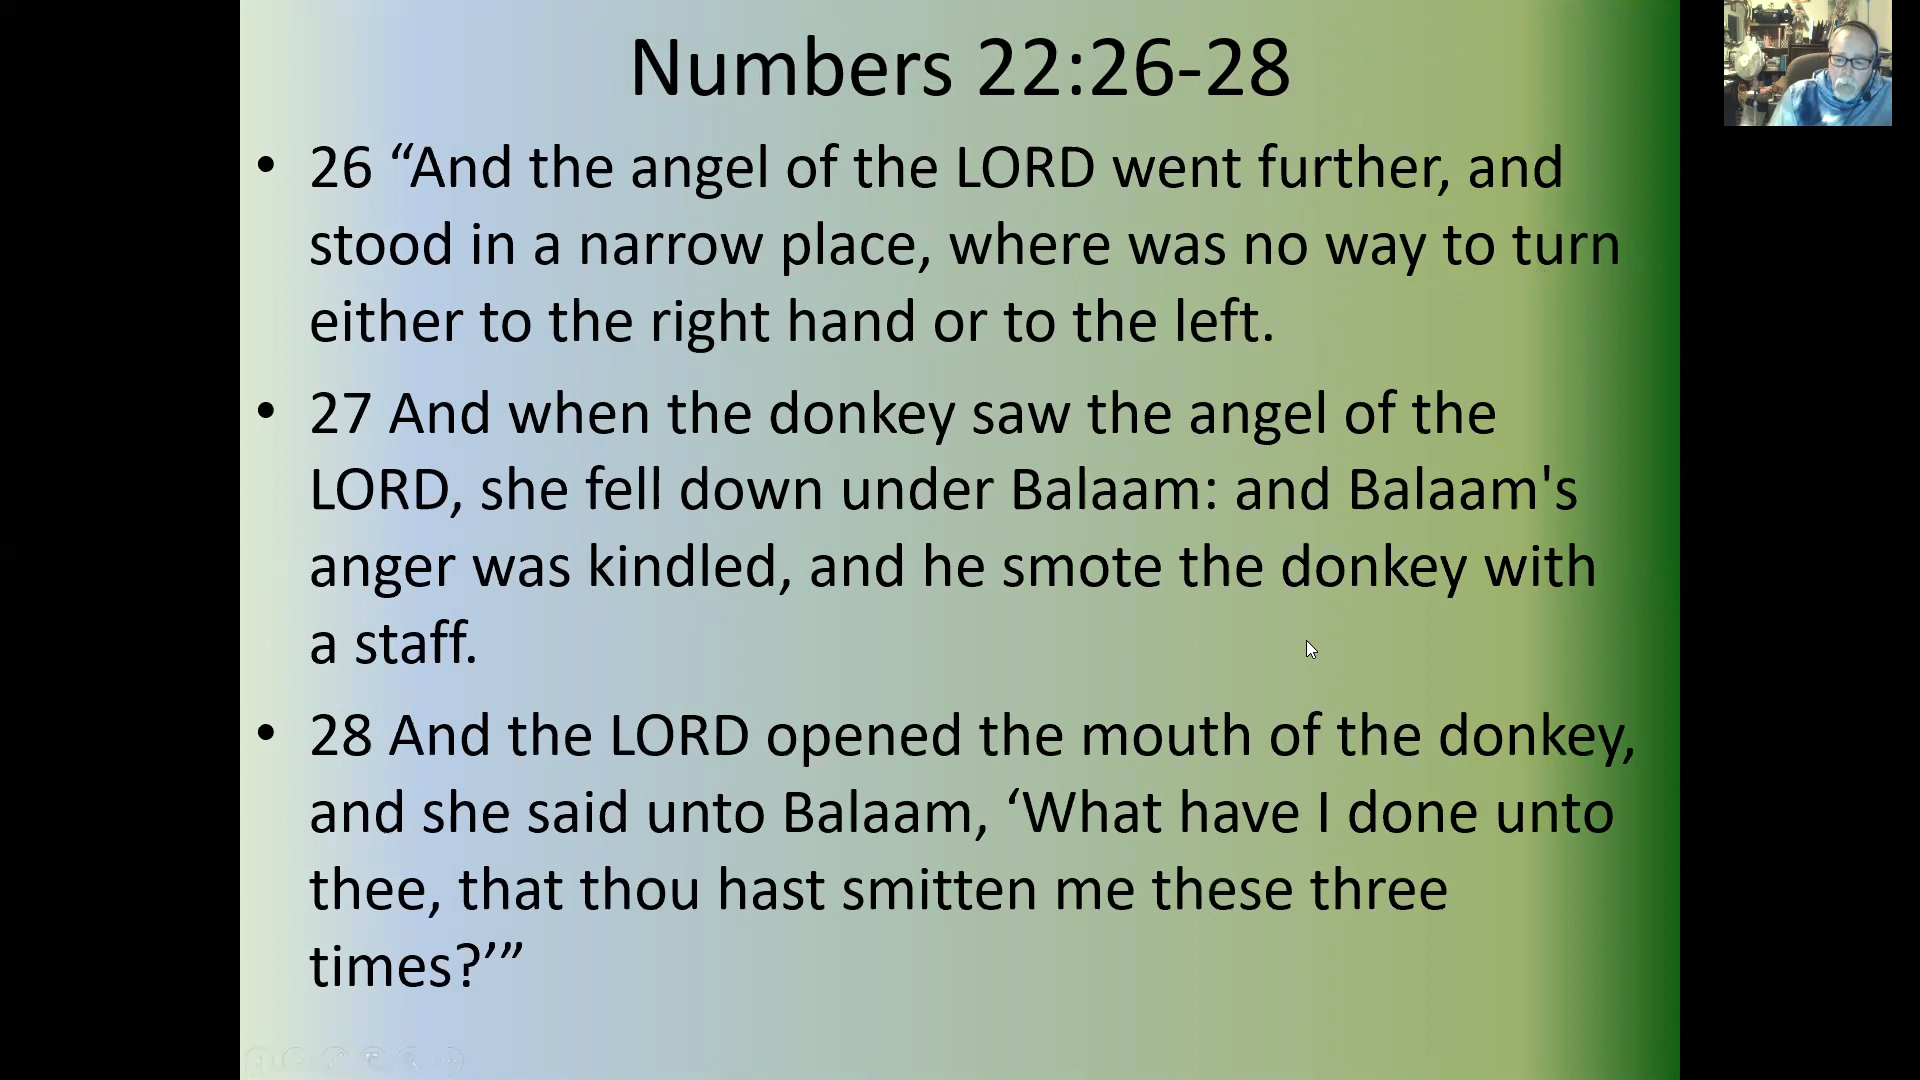 Numbers 22:26-28
• 26 “And the angel of the LORD went further, and
stood in a narrow place, where was no way to turn
either to the right hand or to the left.
• 27 And when the donkey saw the angel of the
LORD, she fell down under Balaam: and Balaam's
anger was kindled, and he smote the donkey with
a staff.
• 28 And the LORD opened the mouth of the donkey,
and she said unto Balaam, ‘What have I done unto
thee, that thou hast smitten me these three
times?’”